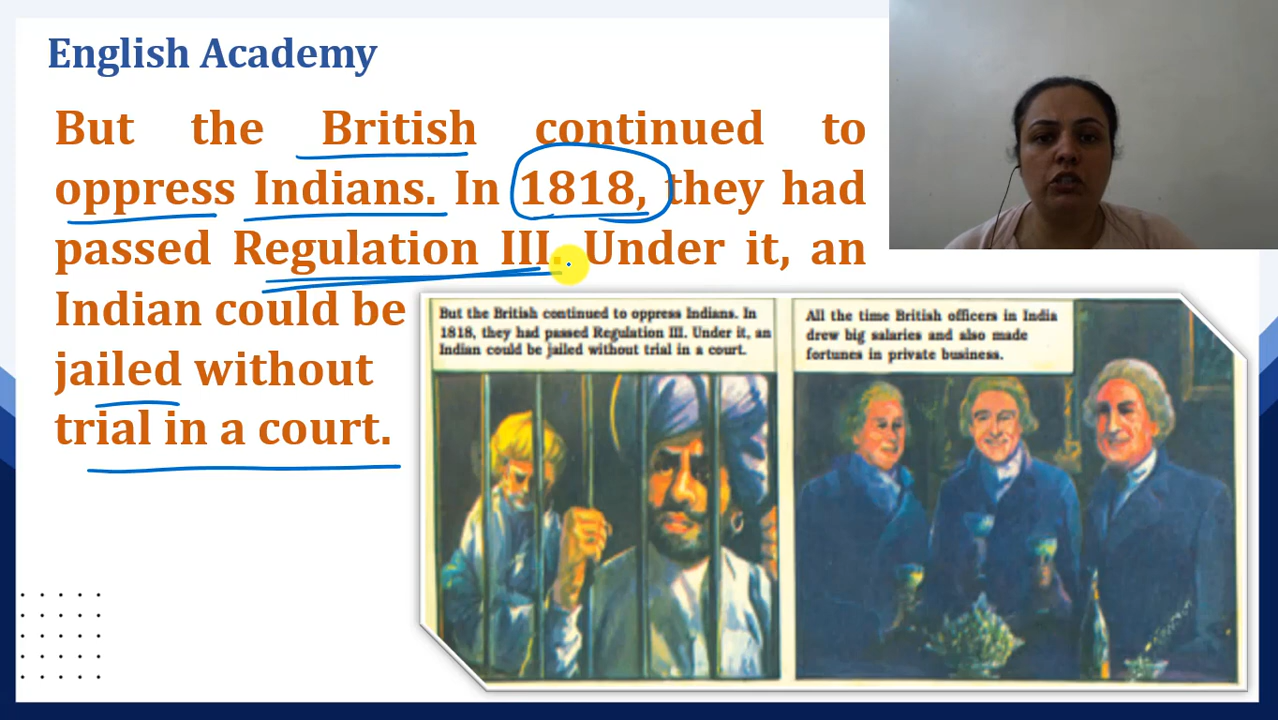 English Academy
But the British continued to
oppress Indians. In 1818, they had
passed Regulation III. Under it, an
Indian could be
jailed without
trial in a court.
But the British continued to oppress Indians. In
1818, they had passed Regulation III. Under it, an
Indian could be jailed without trial in a court.
All the time British officers in India
drew big salaries and also made
fortunes in private business.